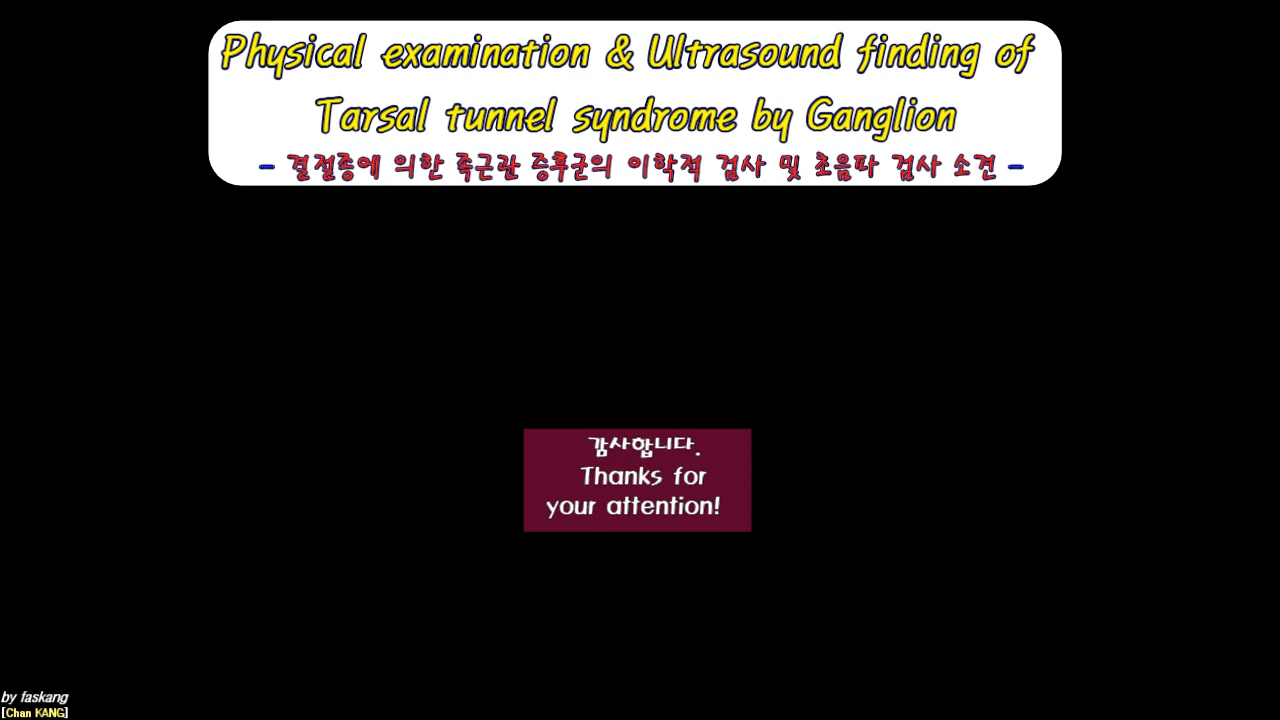 Physical examination & Ultrasound finding of
Tarsal tunnel syndrome by Ganglion
- 결절종에 의한 족근관 증후군의 이학적 검사 및 초음파 검사 소견 -
감사합니다.
Thanks for
your attention!
by faskang
[Chan KANG]